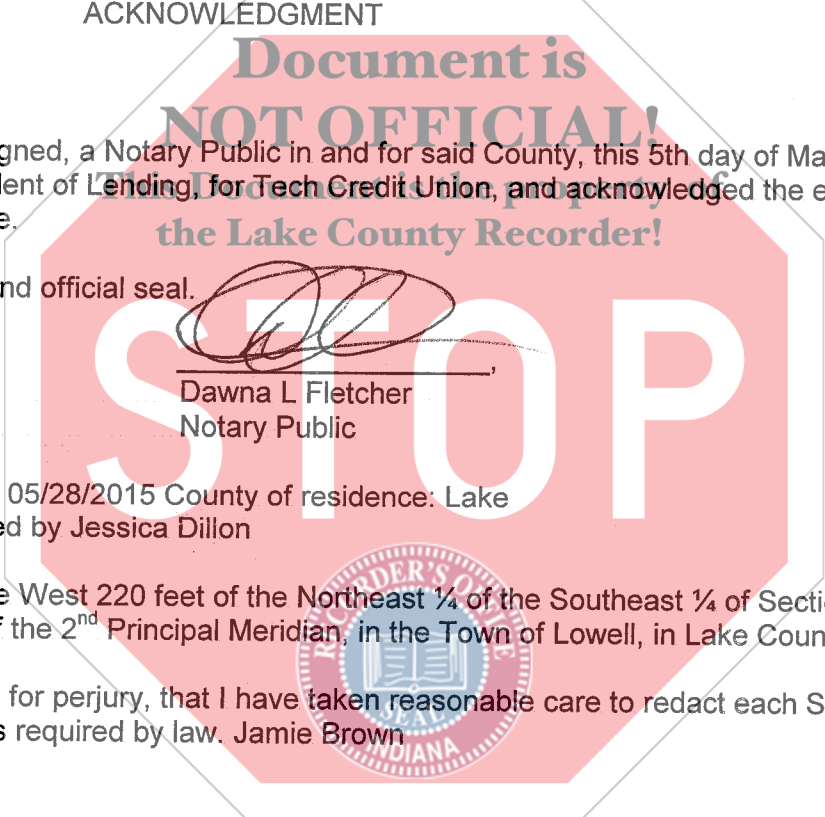 ACKNOWLEDGMENT
Document is
NOT OFFICIAL!
gned, a Notary Public in and for said County, this 5th day of Ma
This Document is the property of
dent of Lending, for Tech Credit Union, and acknowledged the e
e.
the Lake County Recorder!
nd official seal.
STOP
Dawna L Fletcher
Notary Public
05/28/2015 County of residence: Lake
ed by Jessica Dillon
RECORDER'S OFFICE
e West 220 feet of the Northeast ¼ of the Southeast ¼ of Secti
f the 2nd Principal Meridian, in the Town of Lowell, in Lake Coun
for perjury, that I have taken reasonable care to redact each S
SEAL
s required by law. Jamie Brown
INDIANA